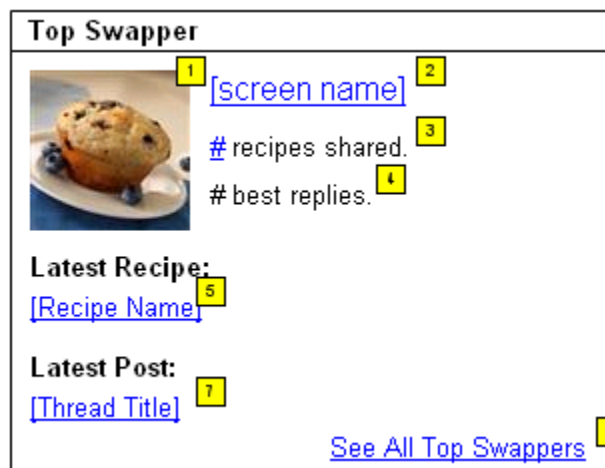 Top Swapper
1
[screen name] 2
# recipes shared. 3
# best replies. 4
Latest Recipe:
[Recipe Name] 5
Latest Post:
[Thread Title] 7
See All Top Swappers